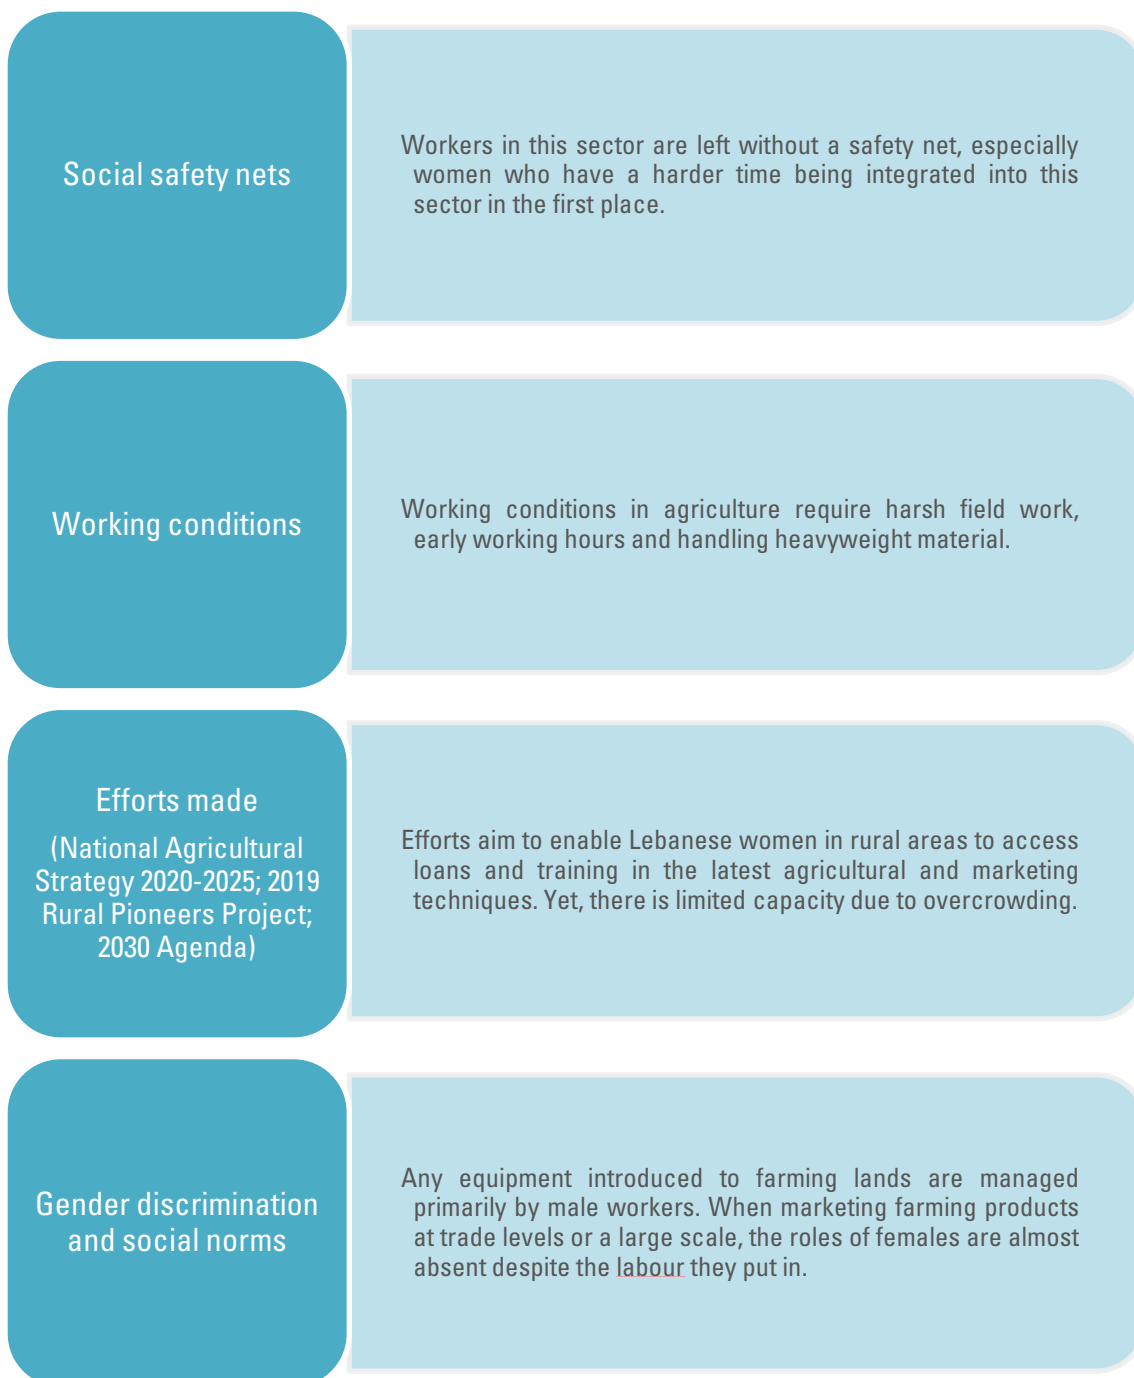 Social safety nets
Workers in this sector are left without a safety net, especially
women who have a harder time being integrated into this
sector in the first place.
Working conditions
Working conditions in agriculture require harsh field work,
early working hours and handling heavyweight material.
Efforts made
(National Agricultural
Strategy 2020-2025; 2019
Rural Pioneers Project;
2030 Agenda)
Efforts aim to enable Lebanese women in rural areas to access
loans and training in the latest agricultural and marketing
techniques. Yet, there is limited capacity due to overcrowding.
Gender discrimination
and social norms
Any equipment introduced to farming lands are managed
primarily by male workers. When marketing farming products
at trade levels or a large scale, the roles of females are almost
absent despite the labour they put in.